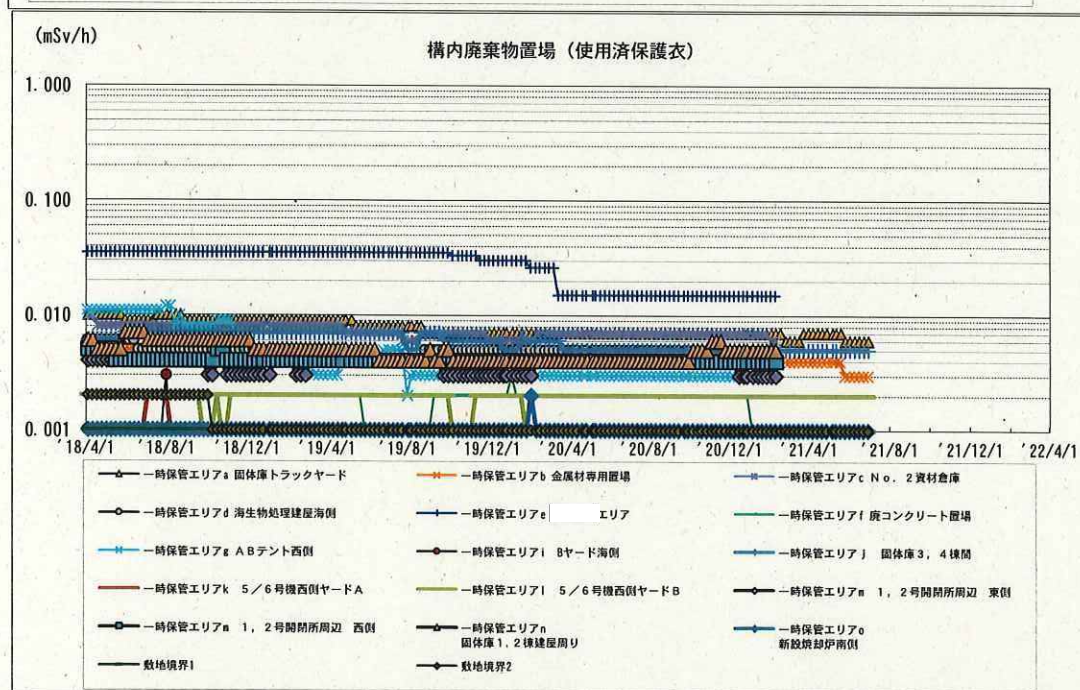 (mSv/h)
構内廃棄物置場（使用済保護衣）
1.000
0.100
0.010
0.001
'18/4/1 '18/8/1 '18/12/1 '19/4/1 '19/8/1 '19/12/1 '20/4/1 '20/8/1 '20/12/1 '21/4/1 '21/8/1 '21/12/1 '22/4/1
一時保管エリアa 固体庫トラックヤード 一時保管エリアb 金属材専用置場 一時保管エリアc No. 2資材倉庫
一時保管エリアd 海生物処理建屋海側 一時保管エリアe エリア 一時保管エリアf 廃コンクリート置場
一時保管エリアg ABテント西側 一時保管エリアi Bヤード海側 一時保管エリアj 固体庫3，4棟間
一時保管エリアk 5／6号機西側ヤードA 一時保管エリアl 5／6号機西側ヤードB 一時保管エリアm 1，2号開閉所周辺 東側
一時保管エリアm 1，2号開閉所周辺 西側 一時保管エリアn 一時保管エリアo
固体庫1,2棟建屋周り 新設焼却炉南側
敷地境界1 敷地境界2